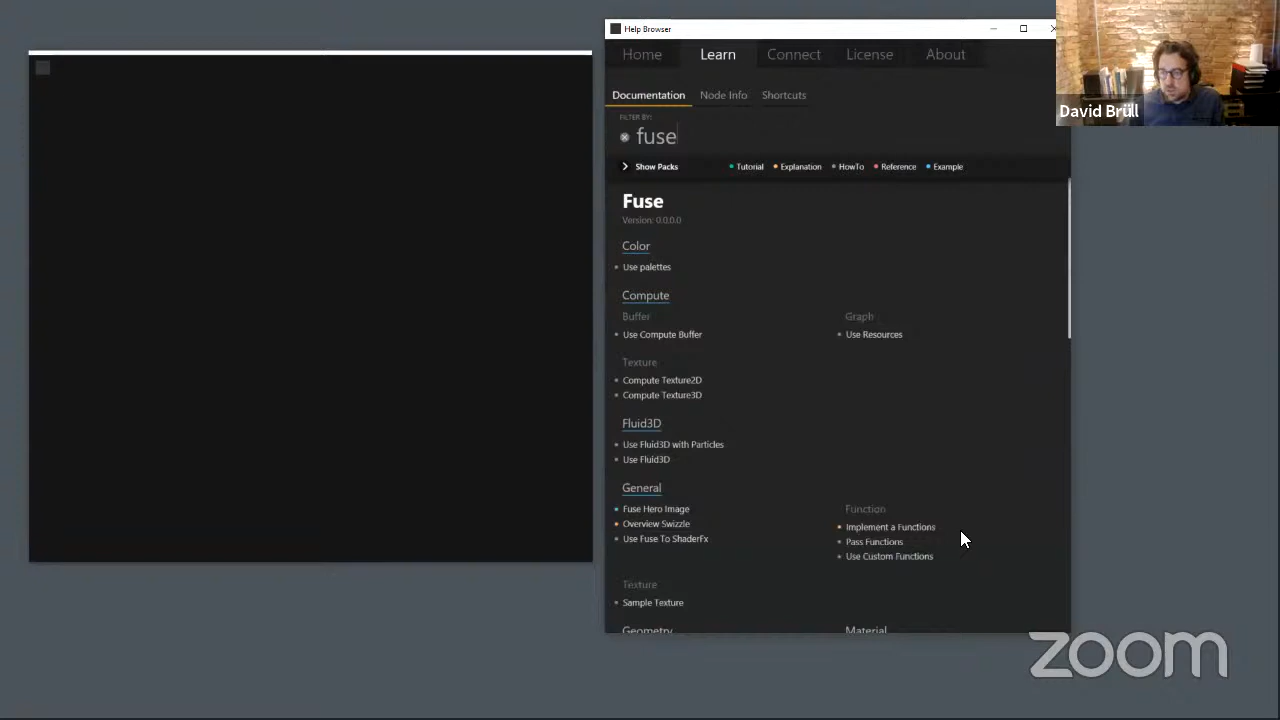 Help Browser
Home Learn Connect License About
Documentation Node Info Shortcuts
FILTER BY:
fuse
Show Packs Tutorial Explanation HowTo Reference Example
Fuse
Version: 0.0.0.0
Color
Use palettes
Compute
Buffer Graph
Use Compute Buffer Use Resources
Texture
Compute Texture2D
Compute Texture3D
Fluid3D
Use Fluid3D with Particles
Use Fluid3D
General
Fuse Hero Image Function
Overview Swizzle Implement a Functions
Use Fuse To ShaderFx Pass Functions
Use Custom Functions
Texture
Sample Texture
Geometry Material
David Brüll
zoom